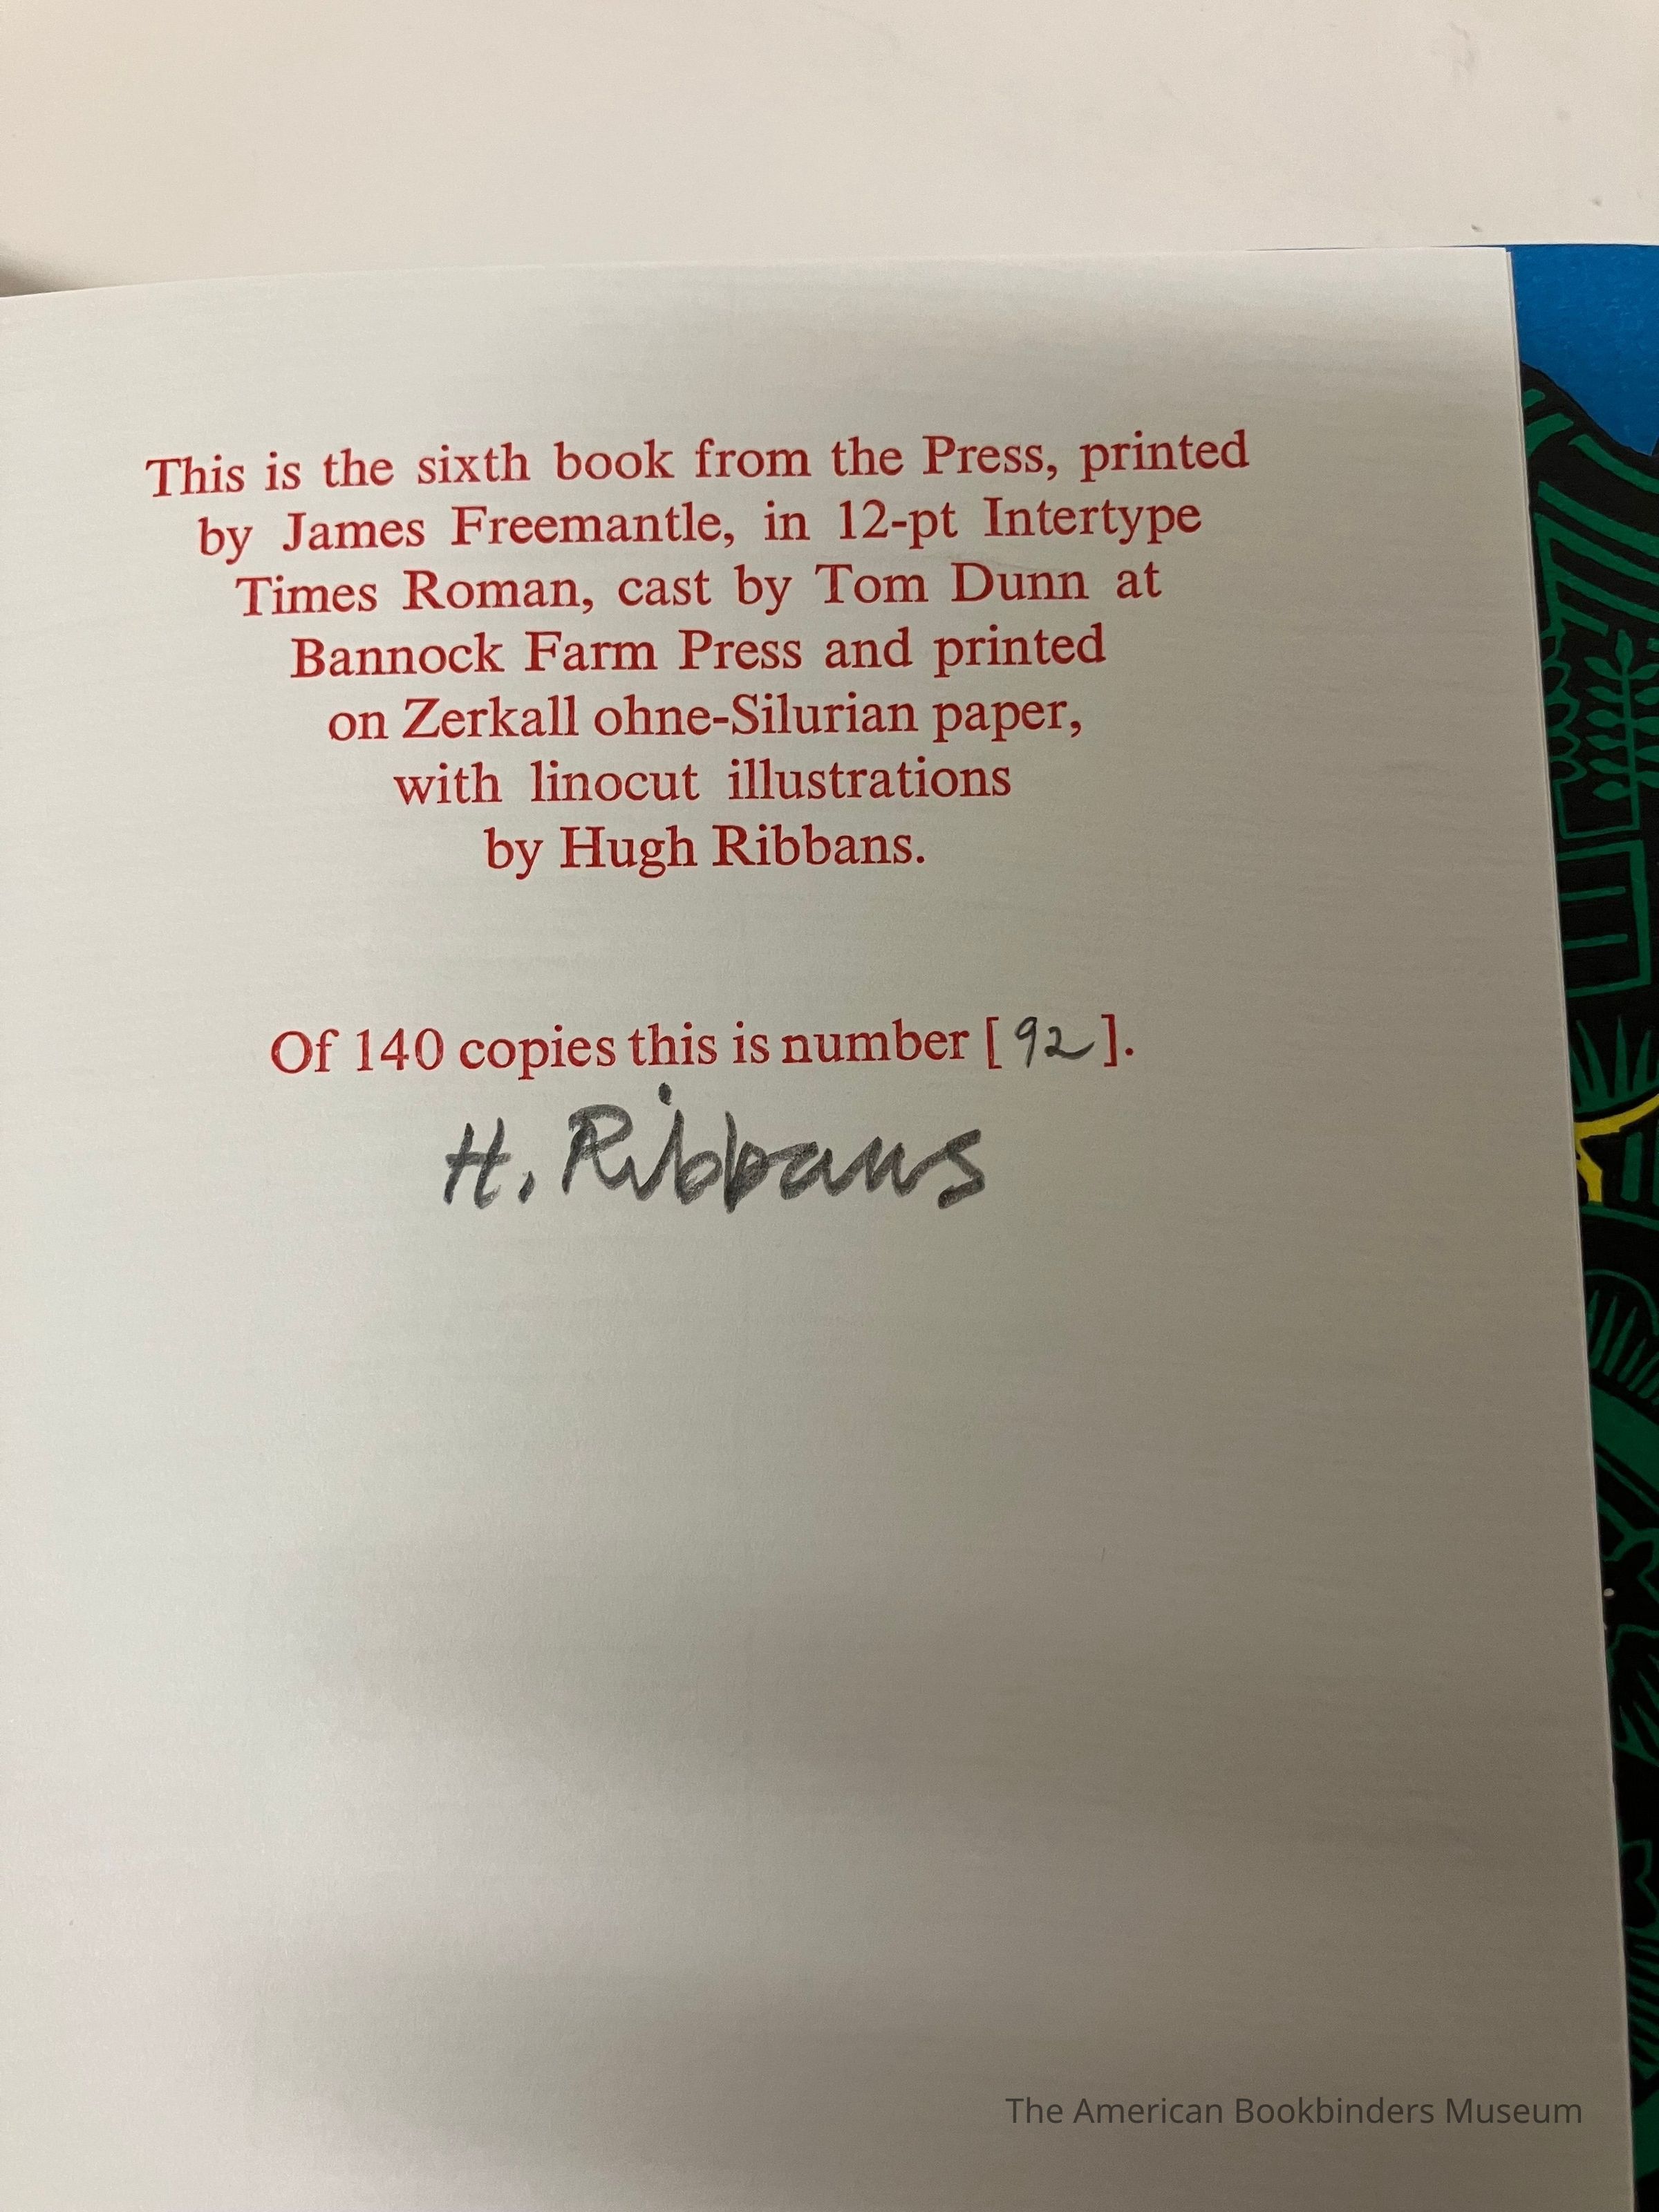 This is the sixth book from the Press, printed
by James Freemantle, in 12-pt Intertype
Times Roman, cast by Tom Dunn at
Bannock Farm Press and printed
on Zerkall ohne-Silurian paper,
with linocut illustrations
by Hugh Ribbans.
Of 140 copies this is number [ 92 ].
H. Ribbans
The American Bookbinders Museum